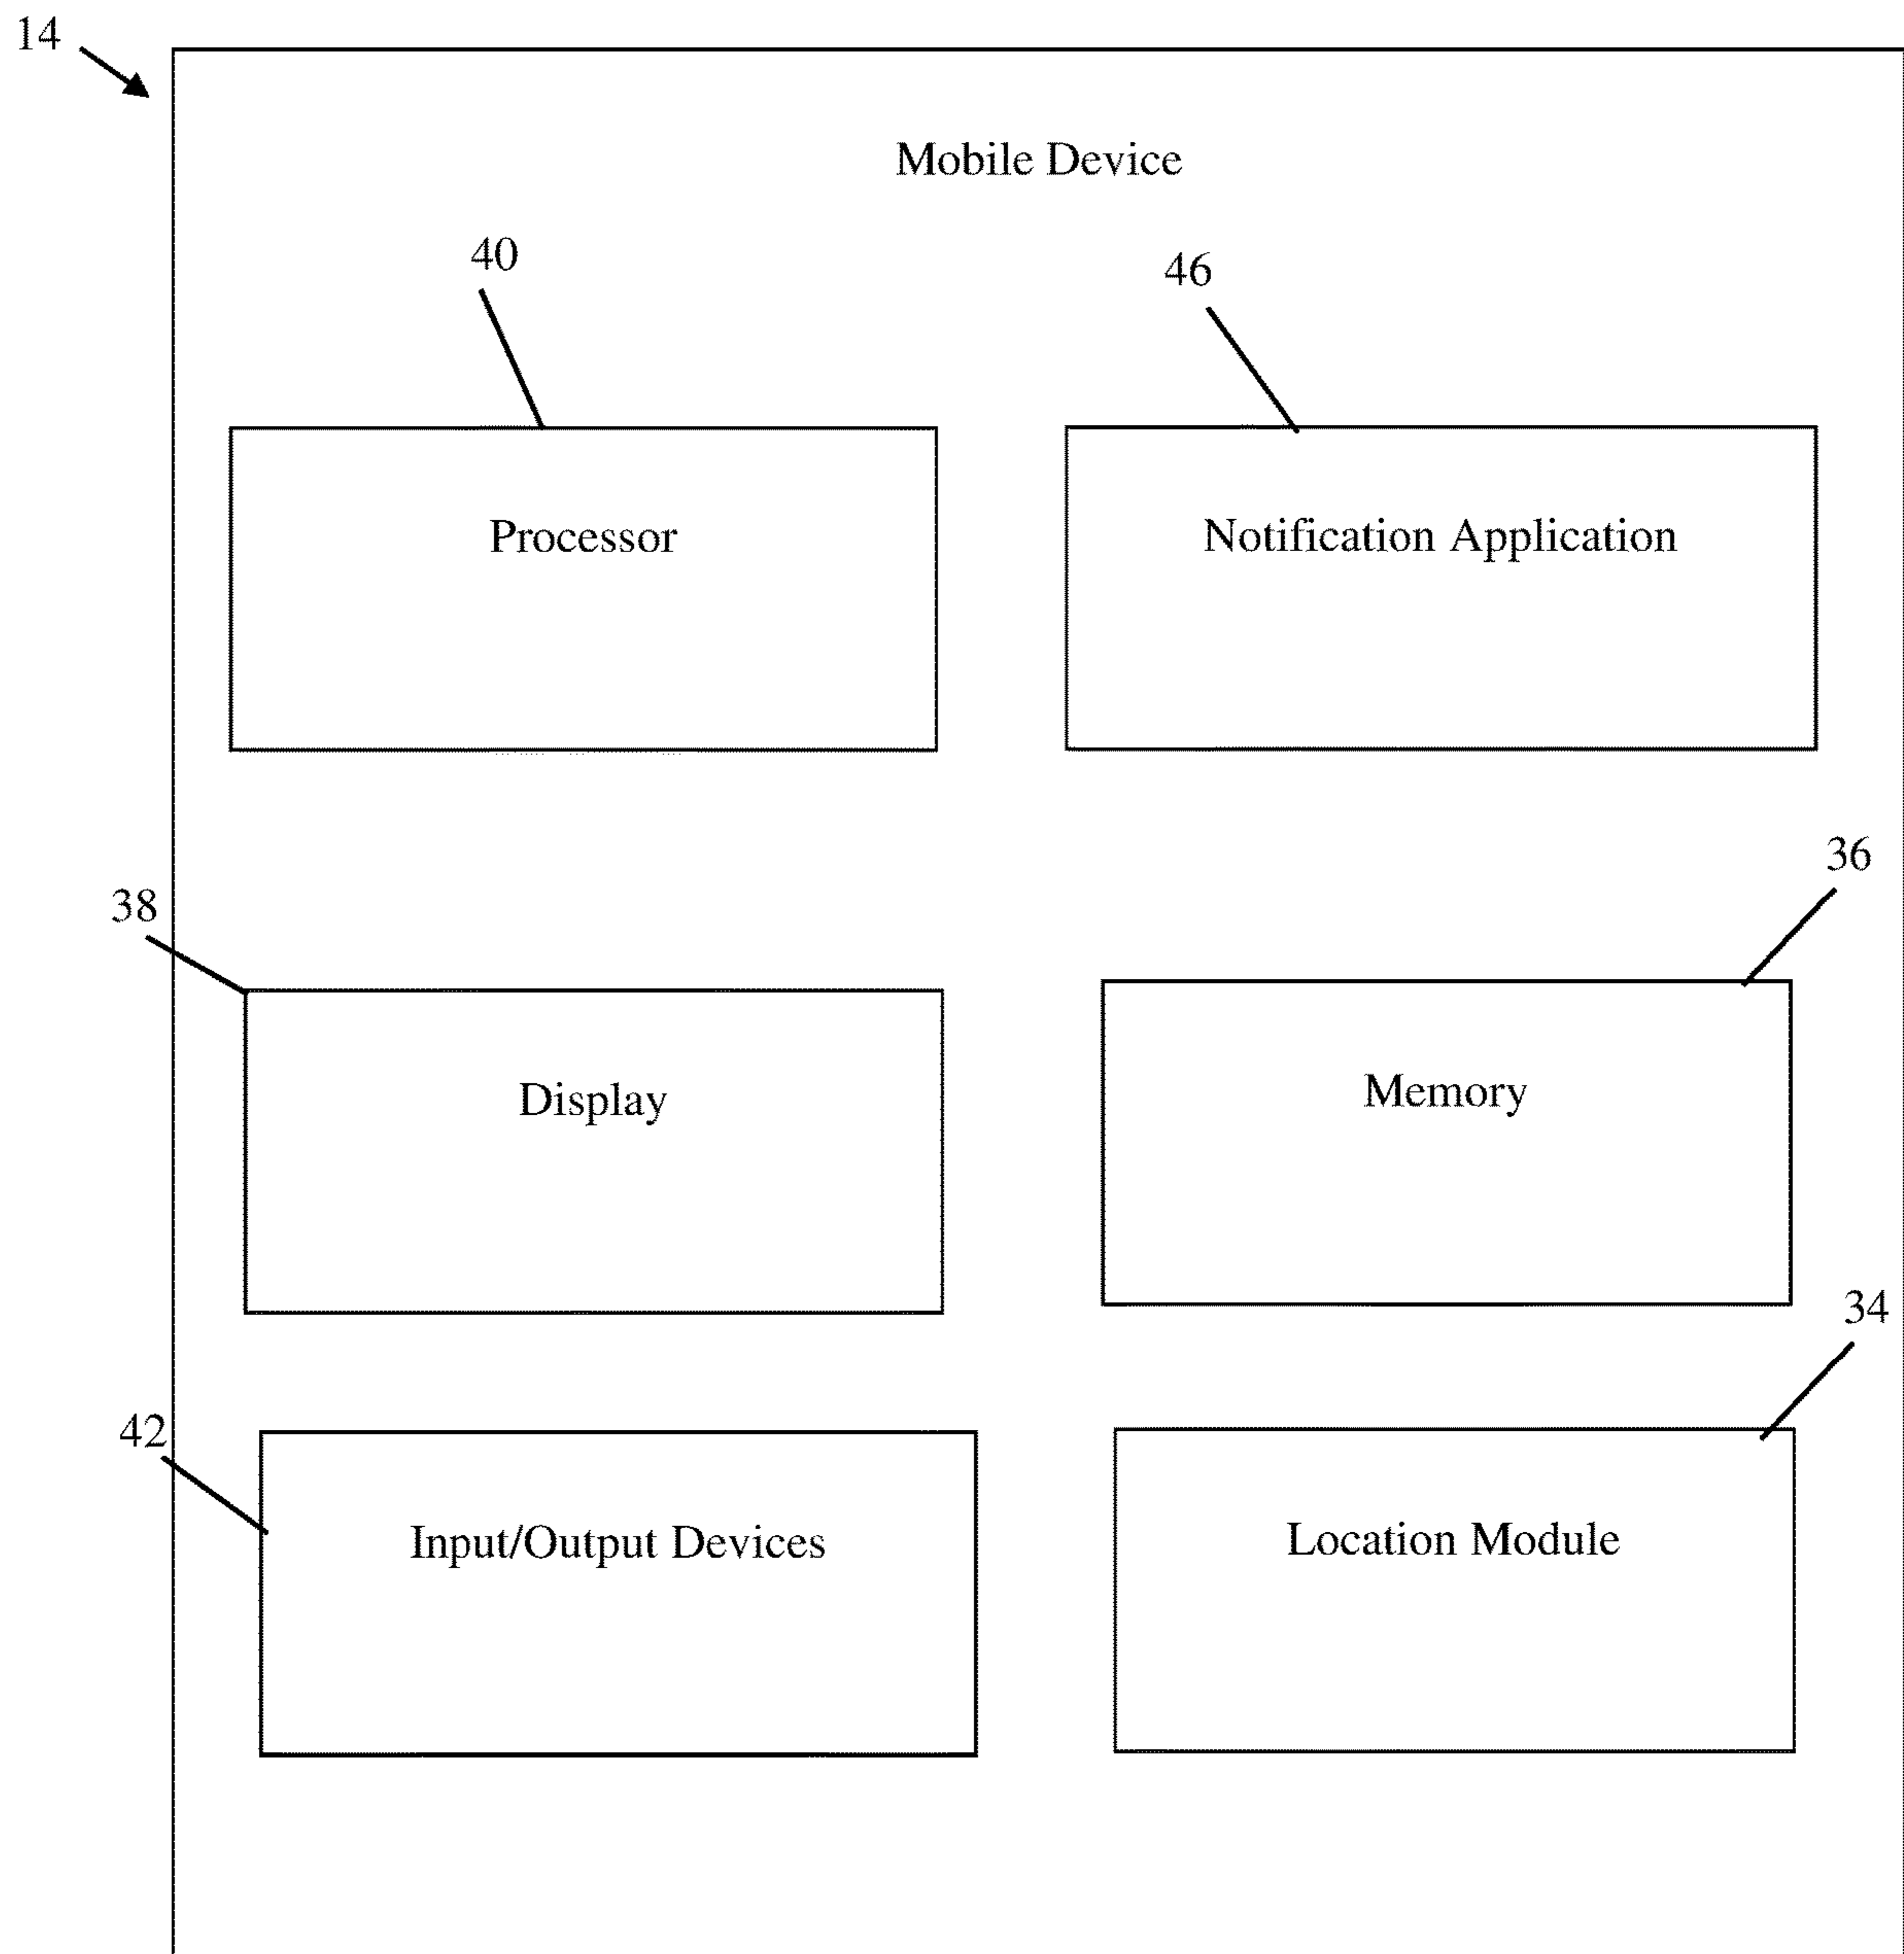 14
Mobile Device
40
46
Processor
Notification Application
36
38
Display
Memory
34
42
Input/Output Devices
Location Module